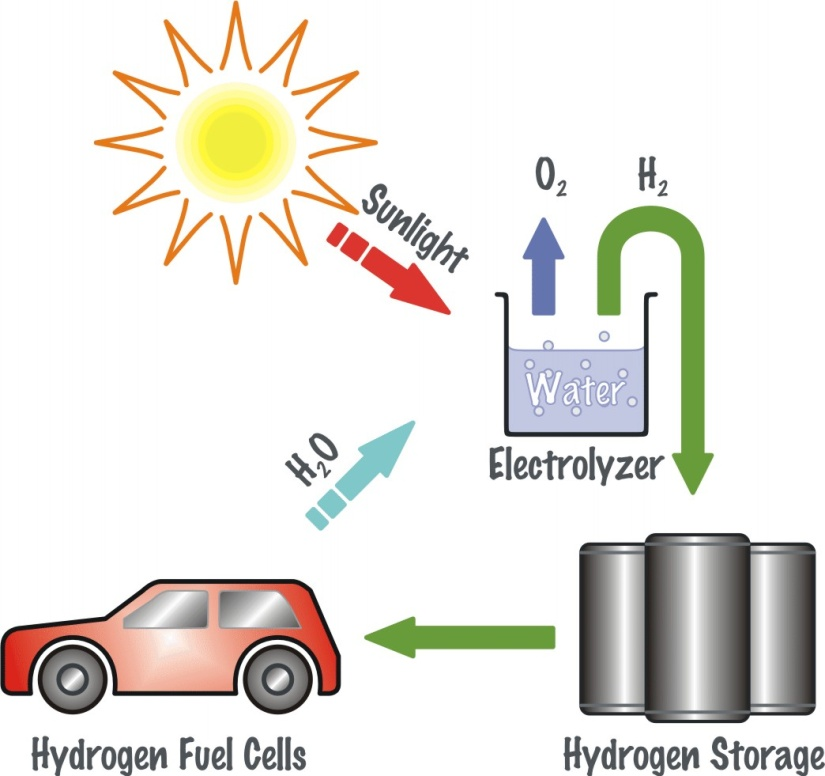 O₂
H₂
Sunlight
Water
Electrolyzer
H₂O
Hydrogen Fuel Cells
Hydrogen Storage